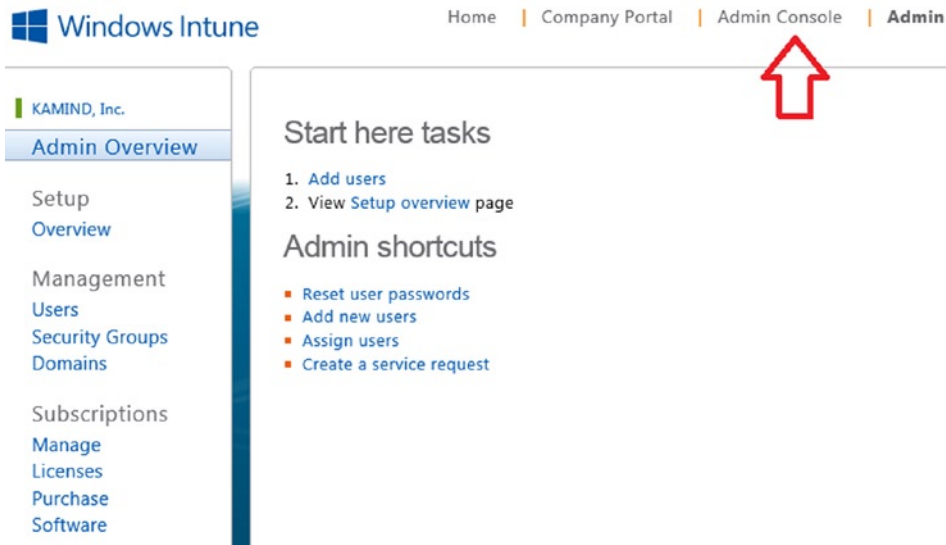 Windows Intune
Home | Company Portal | Admin Console | Admin
KAMIND, Inc.
Admin Overview
Setup
Overview
Management
Users
Security Groups
Domains
Subscriptions
Manage
Licenses
Purchase
Software
Start here tasks
1. Add users
2. View Setup overview page
Admin shortcuts
Reset user passwords
Add new users
Assign users
Create a service request